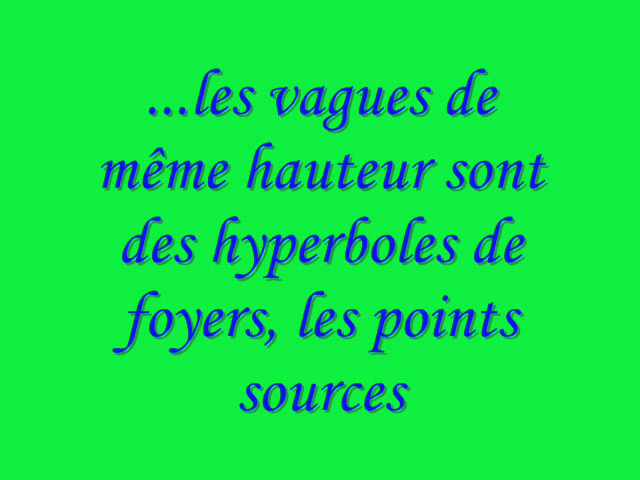 ...les vagues de
même hauteur sont
des hyperboles de
foyers, les points
sources